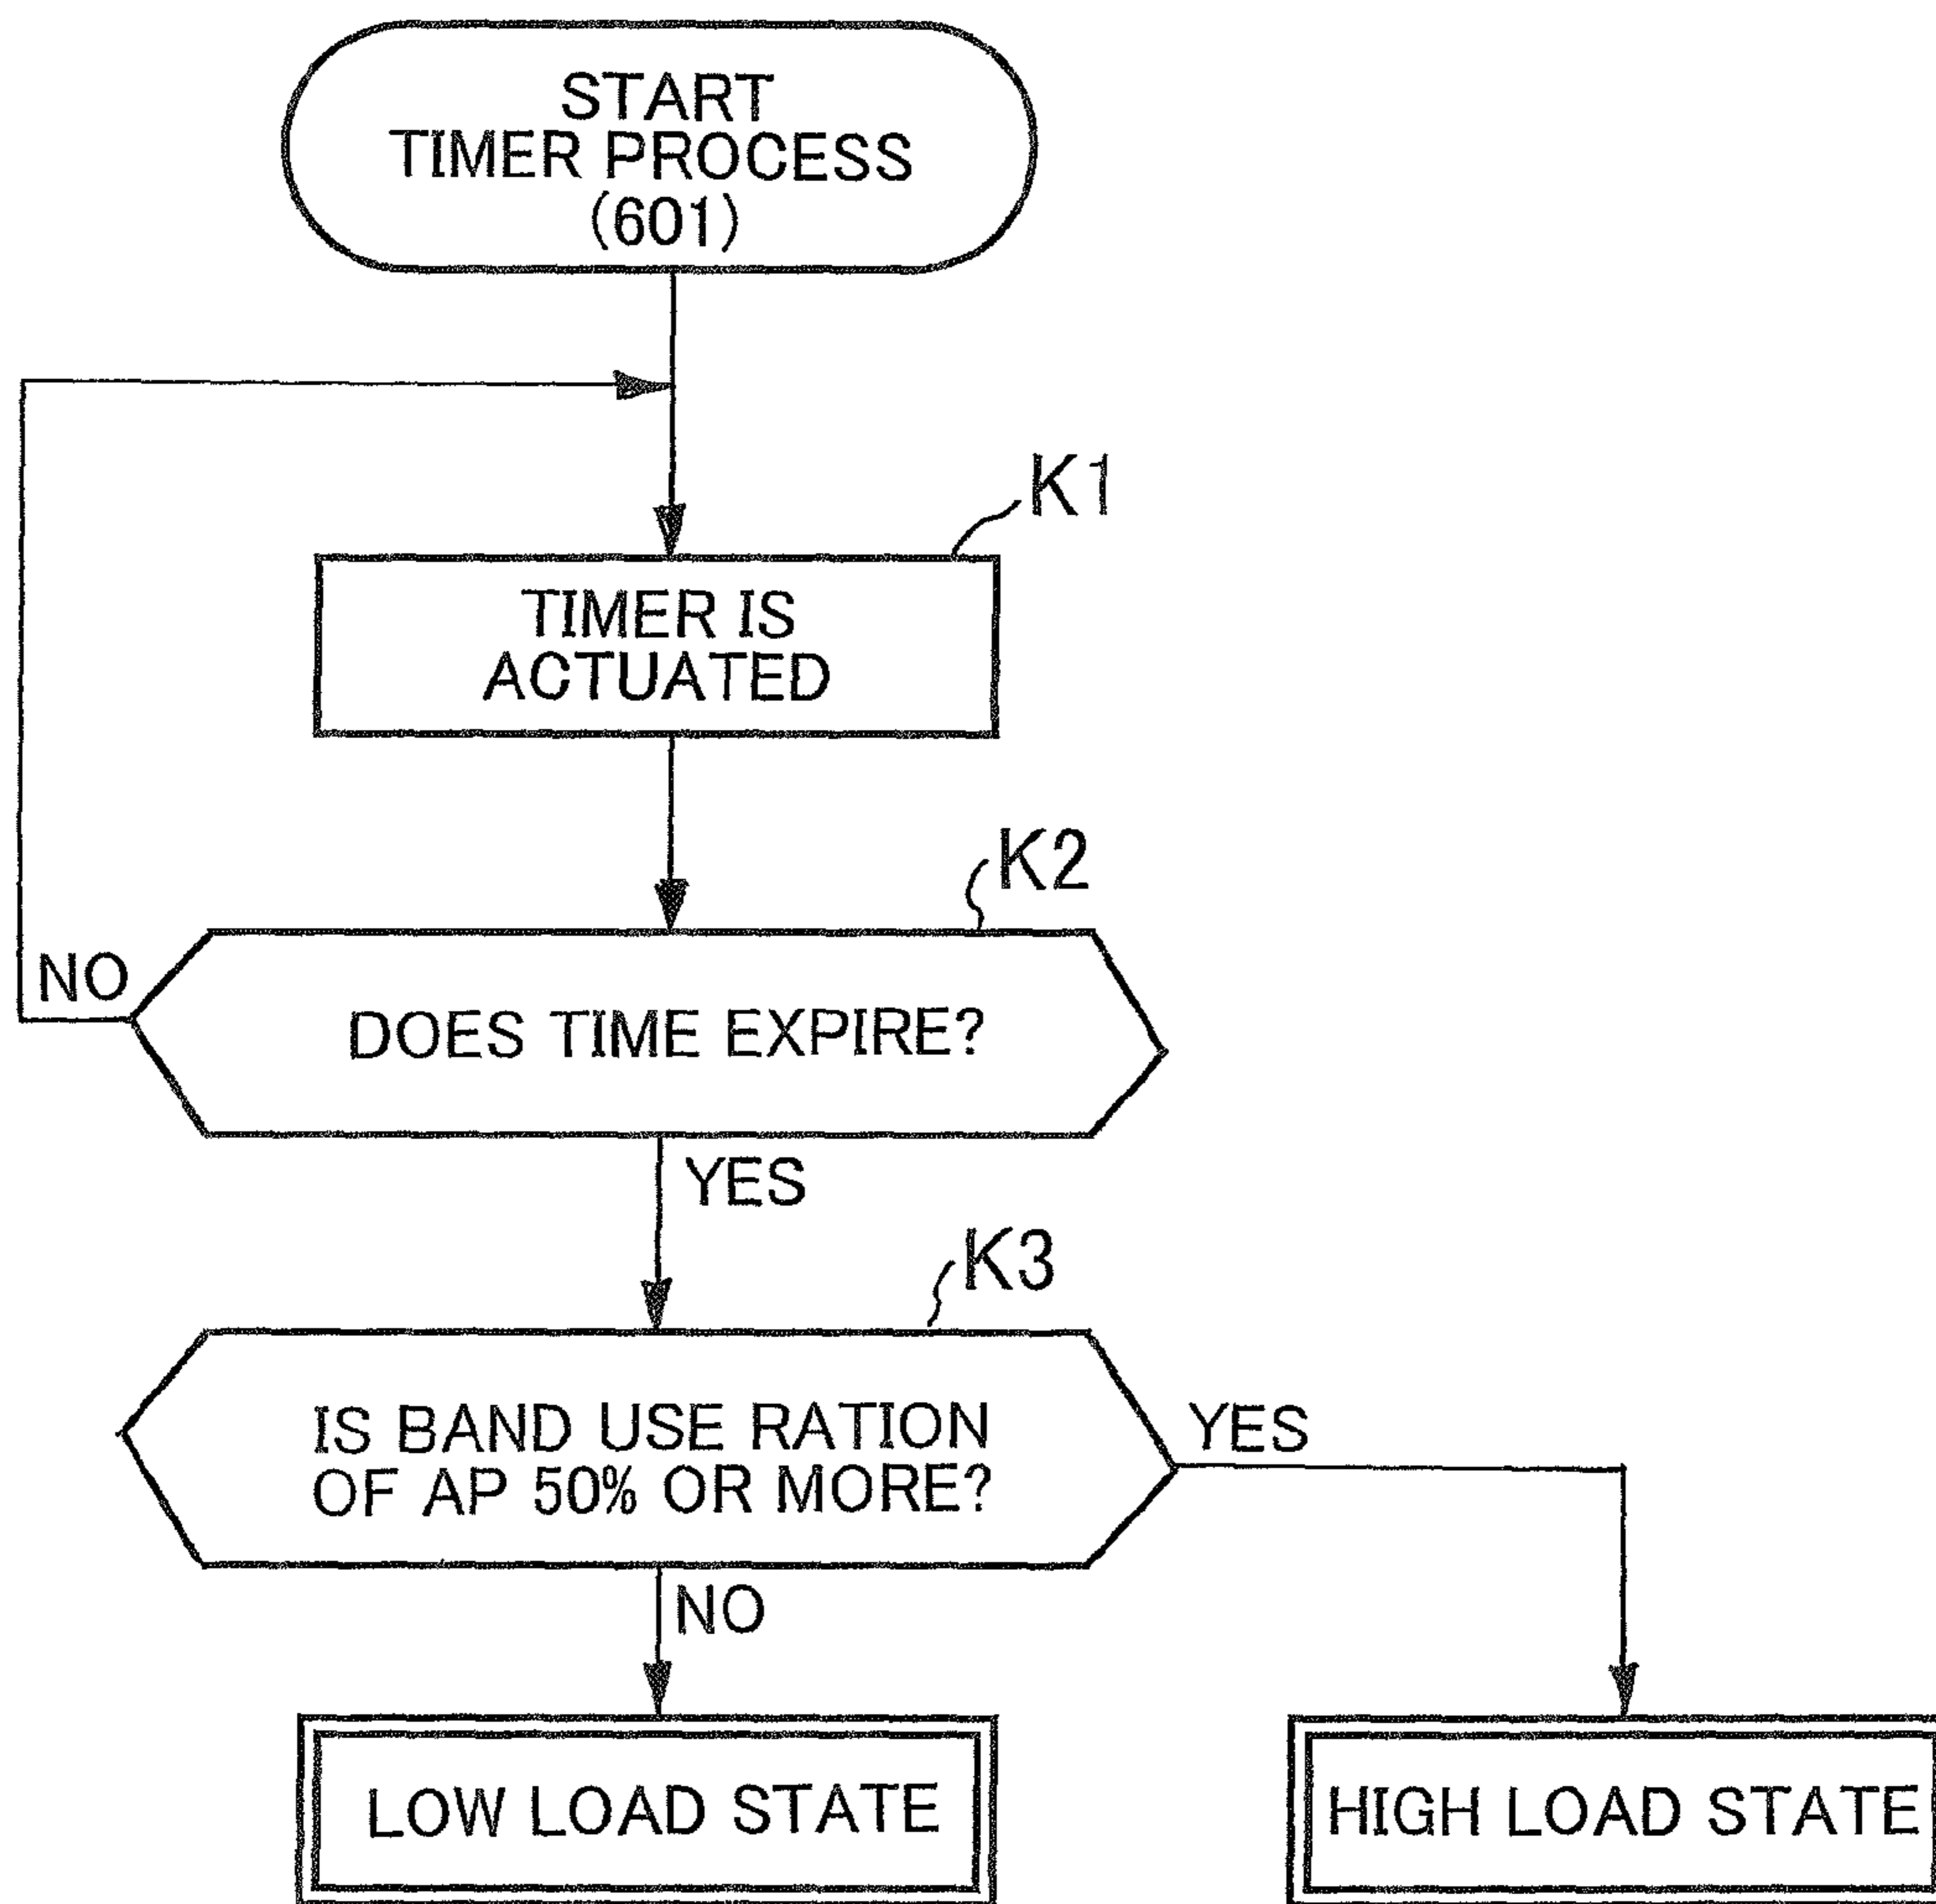 START
TIMER PROCESS
(601)
K1
TIMER IS
ACTUATED
K2
NO
DOES TIME EXPIRE?
YES
K3
IS BAND USE RATION
OF AP 50% OR MORE?
YES
NO
LOW LOAD STATE
HIGH LOAD STATE